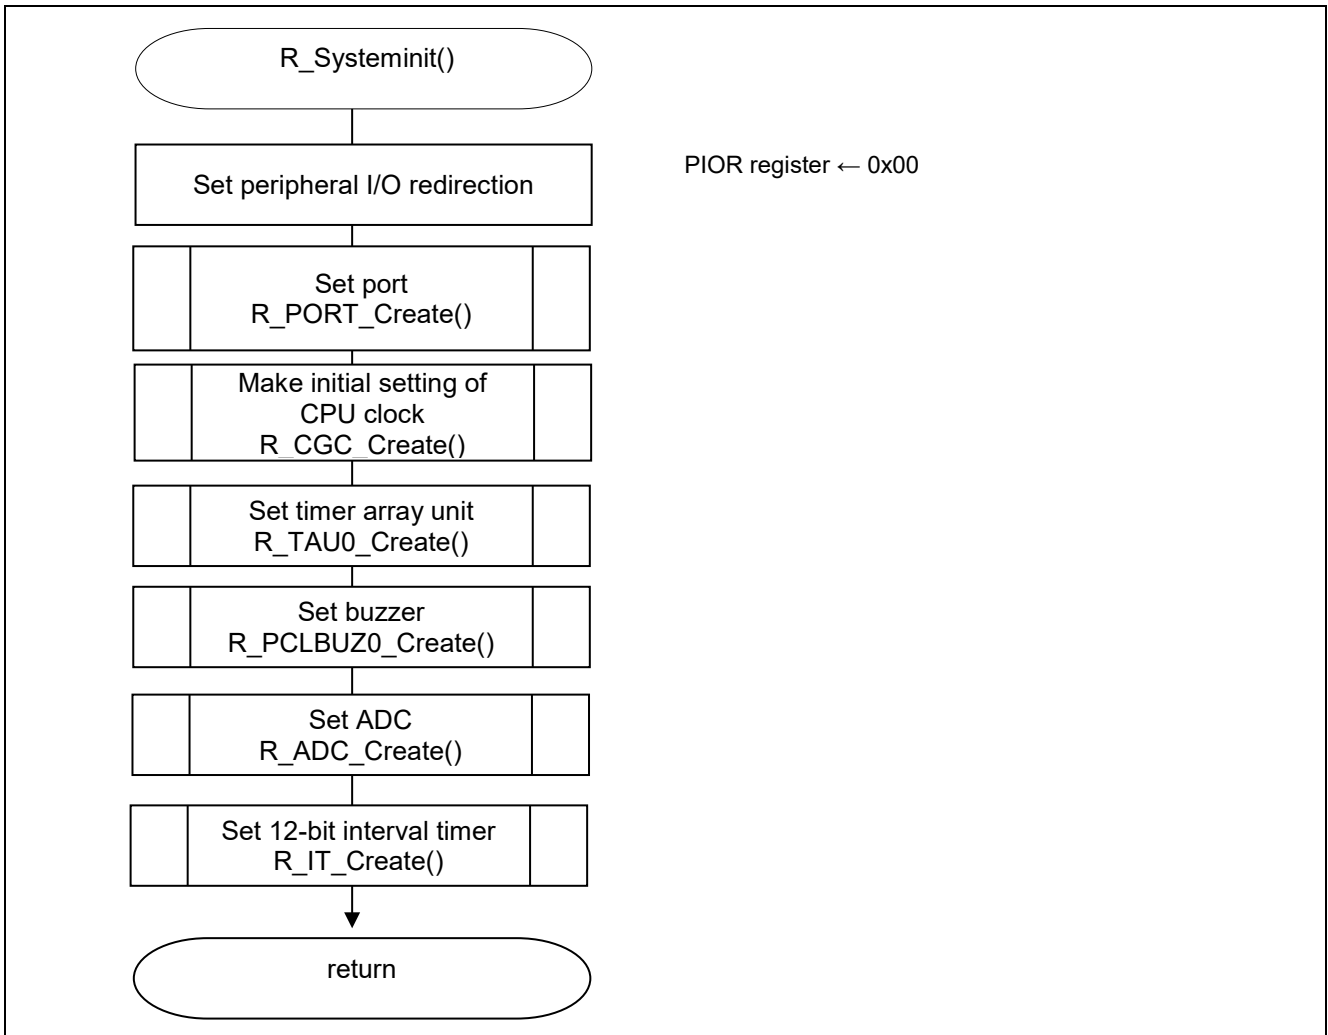 R_Systeminit()
Set peripheral I/O redirection
PIOR register ← 0x00
Set port
R_PORT_Create()
Make initial setting of
CPU clock
R_CGC_Create()
Set timer array unit
R_TAU0_Create()
Set buzzer
R_PCLBUZ0_Create()
Set ADC
R_ADC_Create()
Set 12-bit interval timer
R_IT_Create()
return